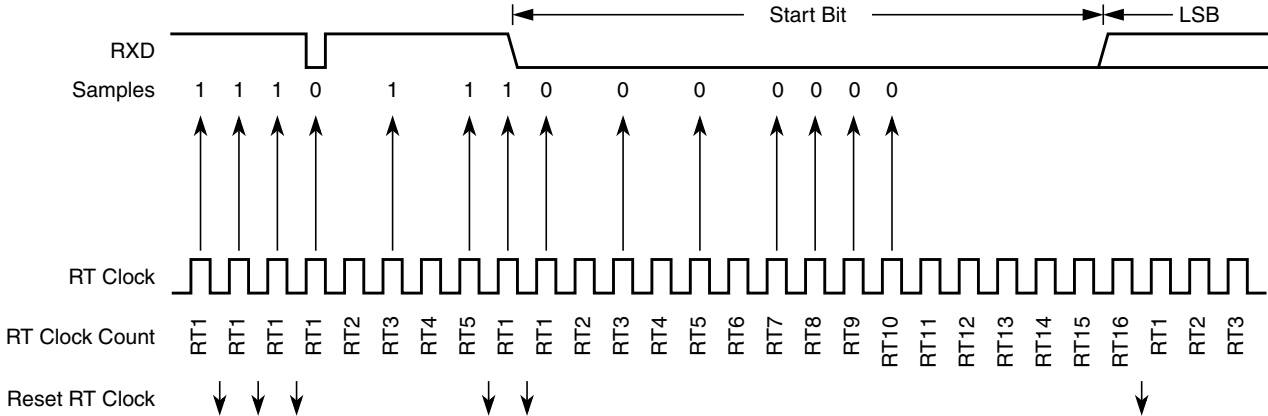 Start Bit LSB
RXD
Samples 1 1 1 0 1 1 1 0 0 0 0 0 0 0
RT Clock
RT Clock Count RT1 RT1 RT1 RT1 RT2 RT3 RT4 RT5 RT1 RT1 RT2 RT3 RT4 RT5 RT6 RT7 RT8 RT9 RT10 RT11 RT12 RT13 RT14 RT15 RT16 RT1 RT2 RT3
Reset RT Clock